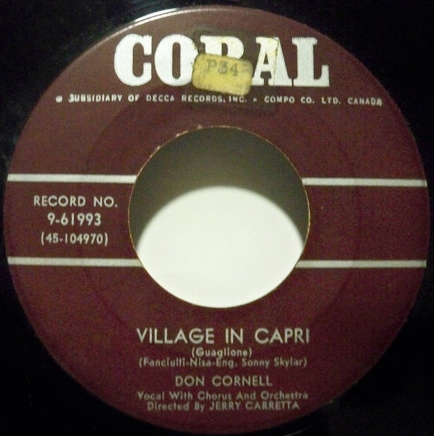 CORAL
P34
SUBSIDIARY OF DECCA RECORDS, INC. • COMPO CO. LTD. CANADA
RECORD NO.
9-61993
(45-104970)
VILLAGE IN CAPRI
(Guaglione)
(Fanciulti-Nisa-Eng. Sonny Skylar)
DON CORNELL
Vocal With Chorus And Orchestra
Directed By JERRY CARRETTA